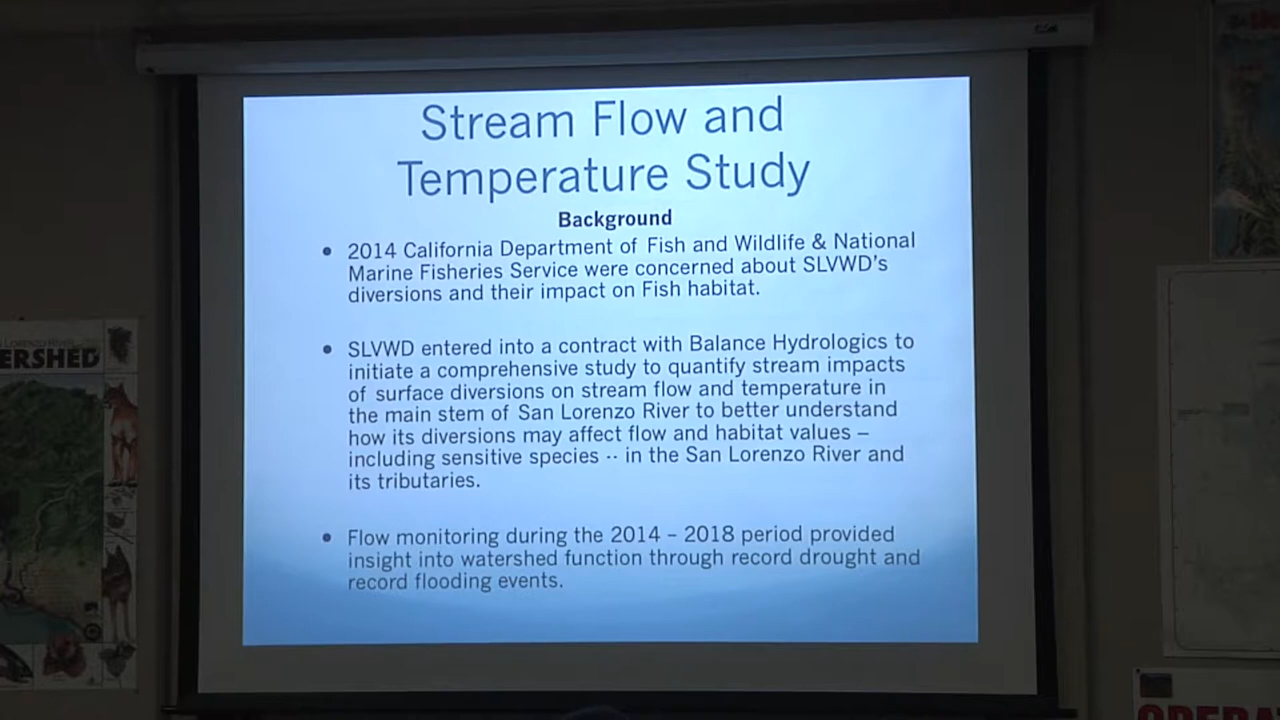 Stream Flow and
Temperature Study
Background
• 2014 California Department of Fish and Wildlife & National
Marine Fisheries Service were concerned about SLVWD's
diversions and their impact on Fish habitat.
• SLVWD entered into a contract with Balance Hydrologics to
initiate a comprehensive study to quantify stream impacts
of surface diversions on stream flow and temperature in
the main stem of San Lorenzo River to better understand
how its diversions may affect flow and habitat values –
including sensitive species -- in the San Lorenzo River and
its tributaries.
• Flow monitoring during the 2014 – 2018 period provided
insight into watershed function through record drought and
record flooding events.
LORENZO RIVER
ERSHED
OPERA